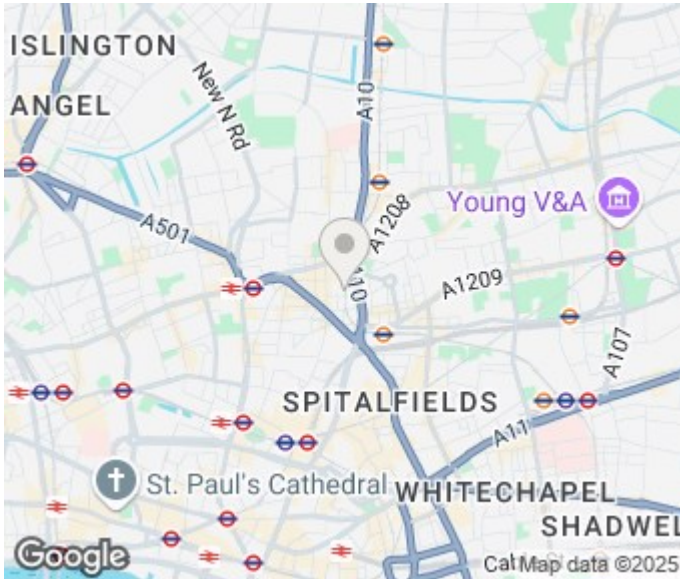 ISLINGTON
ANGEL
New N Rd
A10
A1208
Young V&A
A501
A10
A1209
A107
SPITALFIELDS
A11
St. Paul's Cathedral
WHITECHAPEL
SHADWEL
Google
Map data ©2025